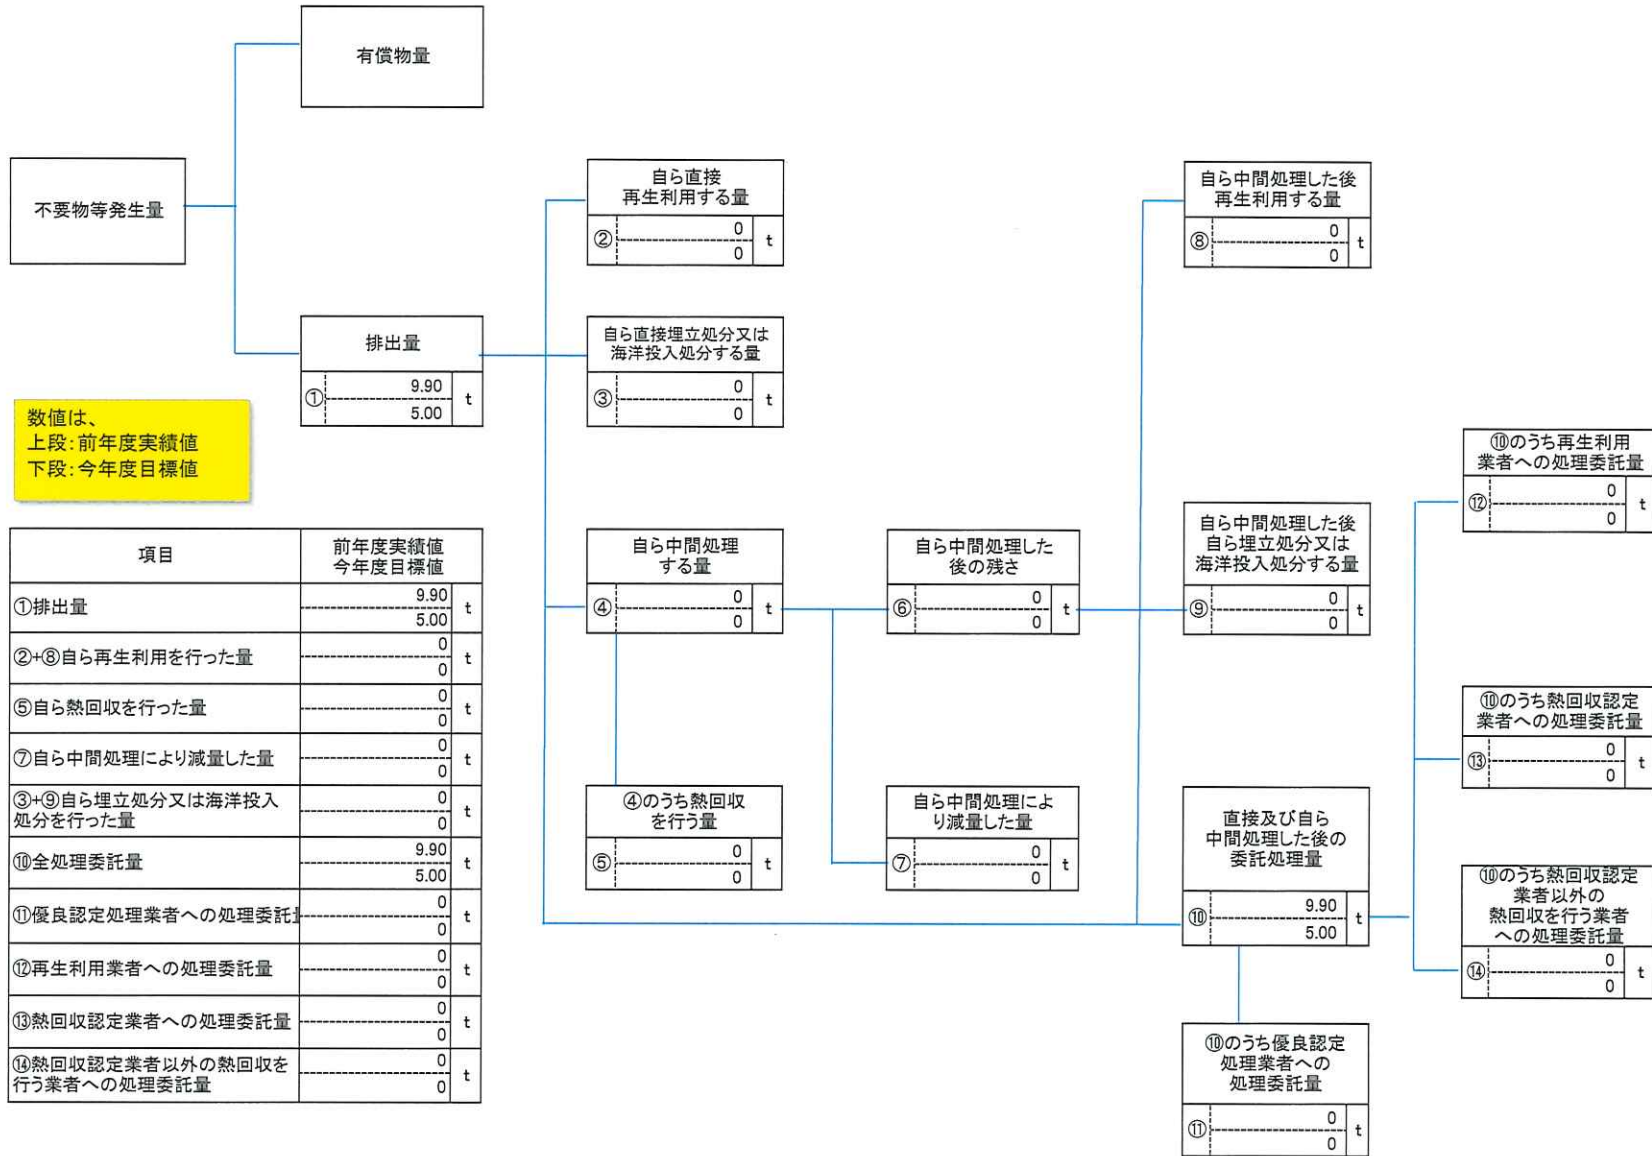 有償物量
不要物等発生量
自ら直接
再生利用する量
②
0
0
t
自ら中間処理した後
再生利用する量
⑧
0
0
t
排出量
①
9.90
5.00
t
自ら直接埋立処分又は
海洋投入処分する量
③
0
0
t
数値は、
上段:前年度実績値
下段:今年度目標値
⑩のうち再生利用
業者への処理委託量
⑫
0
0
t
自ら中間処理
する量
④
0
0
t
自ら中間処理した
後の残さ
⑥
0
0
t
自ら中間処理した後
自ら埋立処分又は
海洋投入処分する量
⑨
0
0
t
⑩のうち熱回収認定
業者への処理委託量
⑬
0
0
t
④のうち熱回収
を行う量
⑤
0
0
t
自ら中間処理によ
り減量した量
⑦
0
0
t
直接及び自ら
中間処理した後の
委託処理量
⑩
9.90
5.00
t
⑩のうち熱回収認定
業者以外の
熱回収を行う業者
への処理委託量
⑭
0
0
t
⑩のうち優良認定
処理業者への
処理委託量
⑪
0
0
t
項目
前年度実績値
今年度目標値
①排出量
9.90
5.00
t
②+⑧自ら再生利用を行った量
0
0
t
⑤自ら熱回収を行った量
0
0
t
⑦自ら中間処理により減量した量
0
0
t
③+⑨自ら埋立処分又は海洋投入
処分を行った量
0
0
t
⑩全処理委託量
9.90
5.00
t
⑪優良認定処理業者への処理委託
0
0
t
⑫再生利用業者への処理委託量
0
0
t
⑬熱回収認定業者への処理委託量
0
0
t
⑭熱回収認定業者以外の熱回収を
行う業者への処理委託量
0
0
t